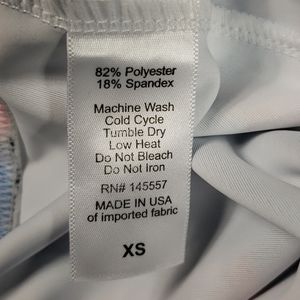 82% Polyester
18% Spandex
Machine Wash
Cold Cycle
Tumble Dry
Low Heat
Do Not Bleach
Do Not Iron
RN# 145557
MADE IN USA
of imported fabric
XS